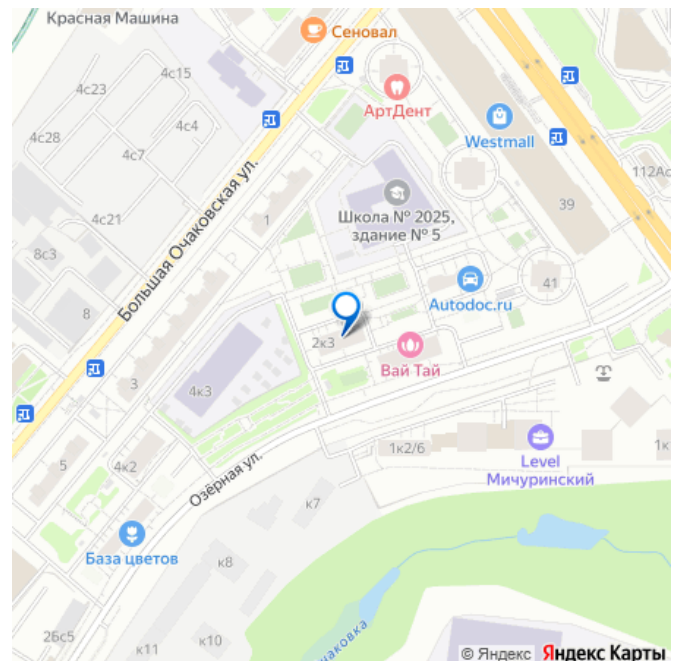 Красная Машина
Сеновал
4с15
4с23
АртДент
4с4
4с28
Westmall
4с7
112Ас
Школа № 2025,
здание № 5
39
1
4с21
Большая Очаковская ул.
8с3
41
Autodoc.ru
8
2к3
Вай Тай
3
4к3
1к2/6
1к
Level
Мичуринский
5
4к2
Озёрная ул.
к7
База цветов
к8
2Бс5
к10
к11
чаковка
© Яндекс Яндекс Карты